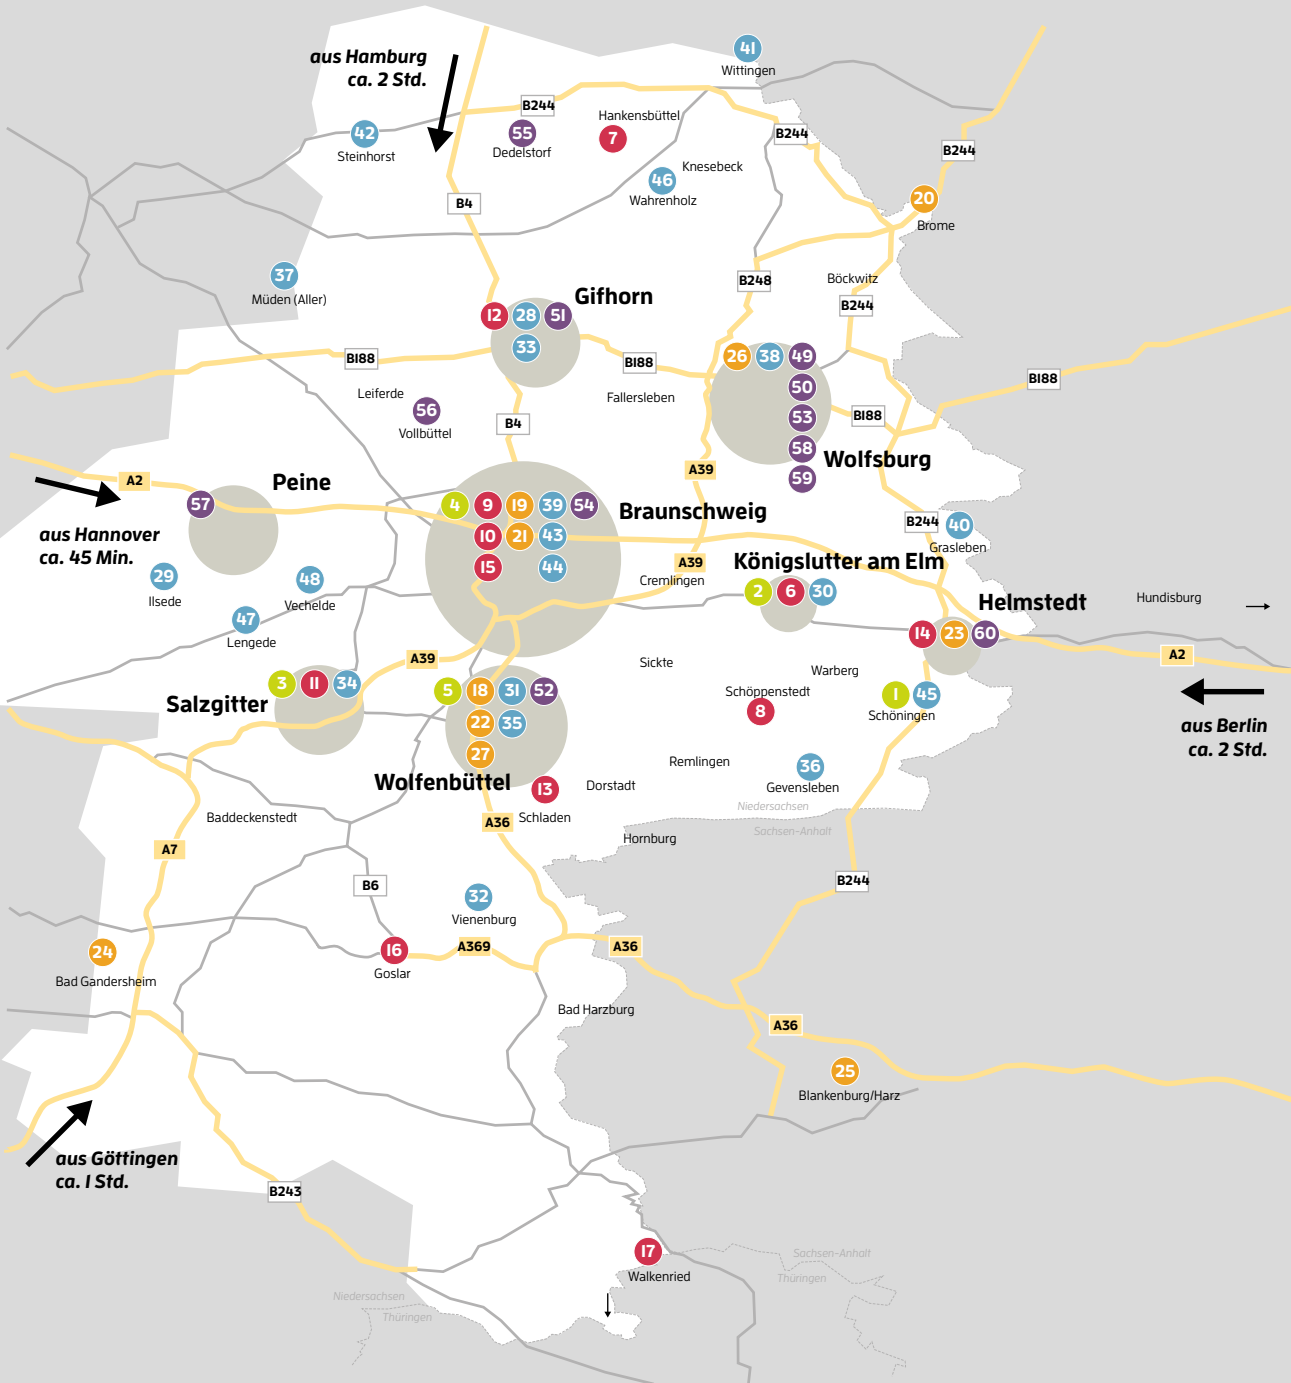 41
Wittingen
aus Hamburg
ca. 2 Std.
B244
Hankensbüttel
42
Steinhorst
55
Dedelstorf
7
B244
B244
Knesebeck
46
Wahrenholz
B4
20
Brome
37
Müden (Aller)
Gifhorn
12 28 51
33
B248
Böckwitz
B244
B188
B188
26 38 49
50
53
58
59
B188
B188
Leiferde
56
Vollbüttel
Fallersleben
B4
Wolfsburg
A39
A2
Peine
57
aus Hannover
ca. 45 Min.
4 9 19 39 54
10 21 43
15 44
Braunschweig
B244
40
Grasleben
A39
Königslutter am Elm
Cremlingen
2 6 30
29
Ilsede
48
Vechelde
47
Lengede
Helmstedt
Hundisburg
14 23 60
A2
A39
Sickte
Warberg
3 11 34
Salzgitter
5 18 31 52
22 35
27
Wolfenbüttel
Schöppenstedt
8
1 45
Schöningen
aus Berlin
ca. 2 Std.
Remlingen
36
Gevensleben
13
Schladen
Dorstadt
Niedersachsen
Sachsen-Anhalt
Baddeckenstedt
A36
Hornburg
A7
B6
B244
32
Vienenburg
16
Goslar
A369
A36
24
Bad Gandersheim
Bad Harzburg
A36
25
Blankenburg/Harz
aus Göttingen
ca. 1 Std.
B243
17
Walkenried
Sachsen-Anhalt
Thüringen
Niedersachsen
Thüringen